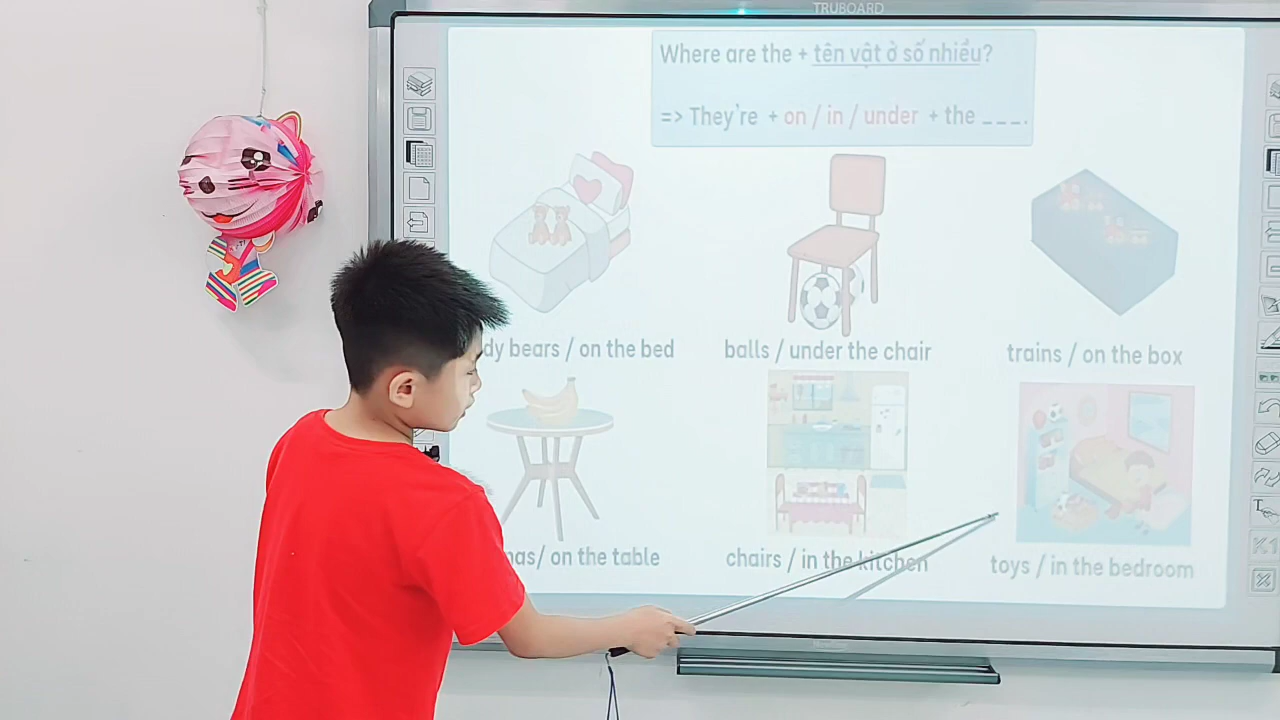 TRUBOARD
Where are the + tên vật ở số nhiều?
=> They're + on / in / under + the _ _ _.
dy bears / on the bed
balls / under the chair
trains / on the box
nas/ on the table
chairs / in the kitchen
toys / in the bedroom